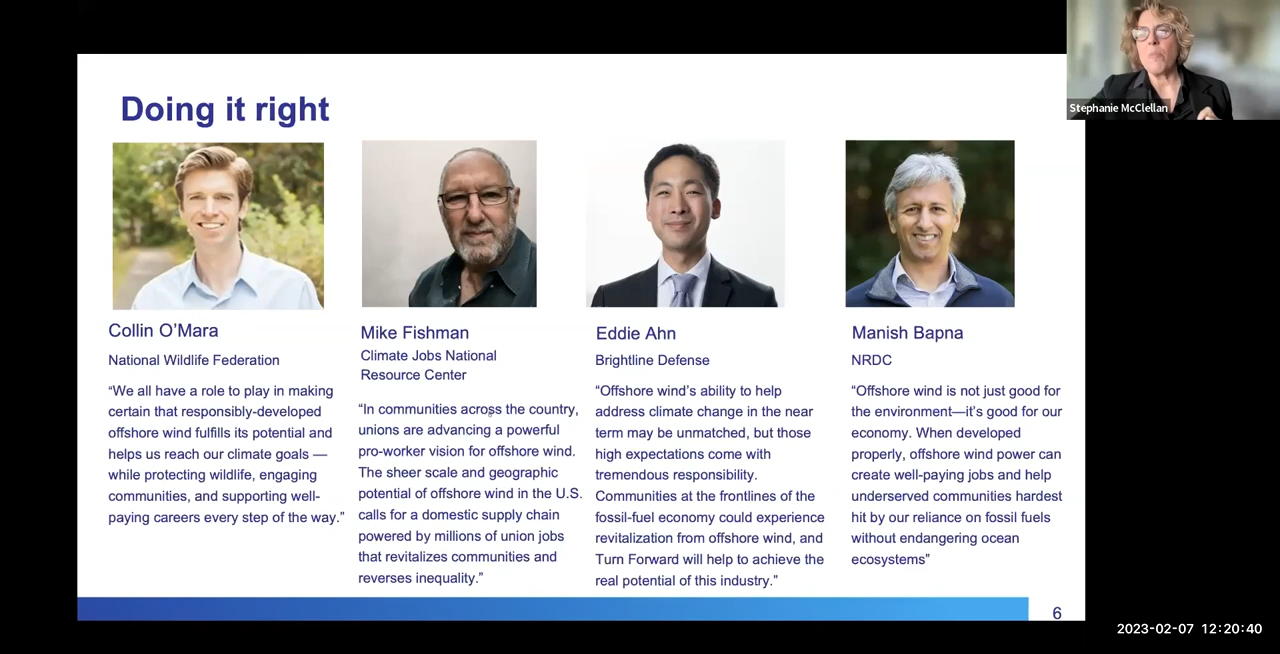 Doing it right
Stephanie McClellan
Collin O'Mara
National Wildlife Federation
“We all have a role to play in making
certain that responsibly-developed
offshore wind fulfills its potential and
helps us reach our climate goals —
while protecting wildlife, engaging
communities, and supporting well-
paying careers every step of the way.”
Mike Fishman
Climate Jobs National
Resource Center
“In communities across the country,
unions are advancing a powerful
pro-worker vision for offshore wind.
The sheer scale and geographic
potential of offshore wind in the U.S.
calls for a domestic supply chain
powered by millions of union jobs
that revitalizes communities and
reverses inequality.”
Eddie Ahn
Brightline Defense
“Offshore wind’s ability to help
address climate change in the near
term may be unmatched, but those
high expectations come with
tremendous responsibility.
Communities at the frontlines of the
fossil-fuel economy could experience
revitalization from offshore wind, and
Turn Forward will help to achieve the
real potential of this industry.”
Manish Bapna
NRDC
“Offshore wind is not just good for
the environment—it’s good for our
economy. When developed
properly, offshore wind power can
create well-paying jobs and help
underserved communities hardest
hit by our reliance on fossil fuels
without endangering ocean
ecosystems”
6
2023-02-07 12:20:40